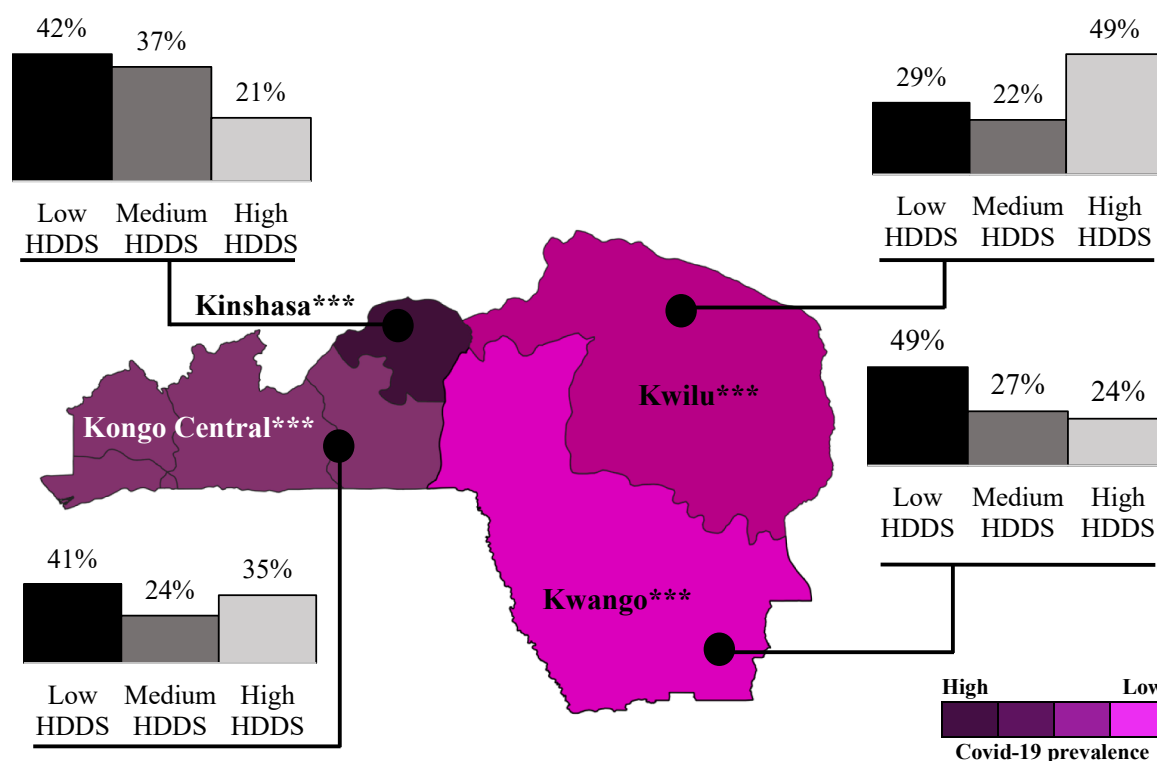 42%
37%
21%
Low
HDDS
Medium
HDDS
High
HDDS
29%
22%
49%
Low
HDDS
Medium
HDDS
High
HDDS
Kinshasa***
Kwilu***
Kongo Central***
Kwango***
49%
27%
24%
Low
HDDS
Medium
HDDS
High
HDDS
41%
24%
35%
Low
HDDS
Medium
HDDS
High
HDDS
High
Low
Covid-19 prevalence